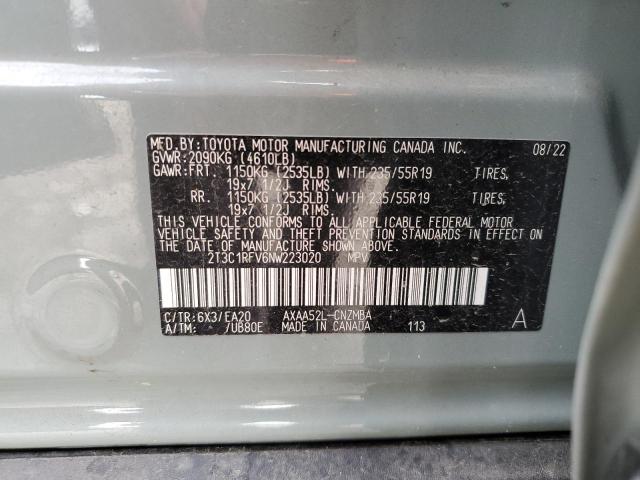 MFD.BY:TOYOTA MOTOR MANUFACTURING CANADA INC. 08/22
GVWR:2090KG (4610LB)
GAWR:FRT. 1150KG (2535LB) WITH 235/55R19 TIRES,
19x7 1/2J RIMS.
RR. 1150KG (2535LB) WITH 235/55R19 TIRES,
19x7 1/2J RIMS.
THIS VEHICLE CONFORMS TO ALL APPLICABLE FEDERAL MOTOR
VEHICLE SAFETY AND THEFT PREVENTION STANDARDS IN EFFECT
ON THE DATE OF MANUFACTURE SHOWN ABOVE.
2T3C1RFV6NW223020 MPV
C/TR:6X3/EA20 AXAA52L-CNZMBA
A/TM: /UB80E MADE IN CANADA 113 A